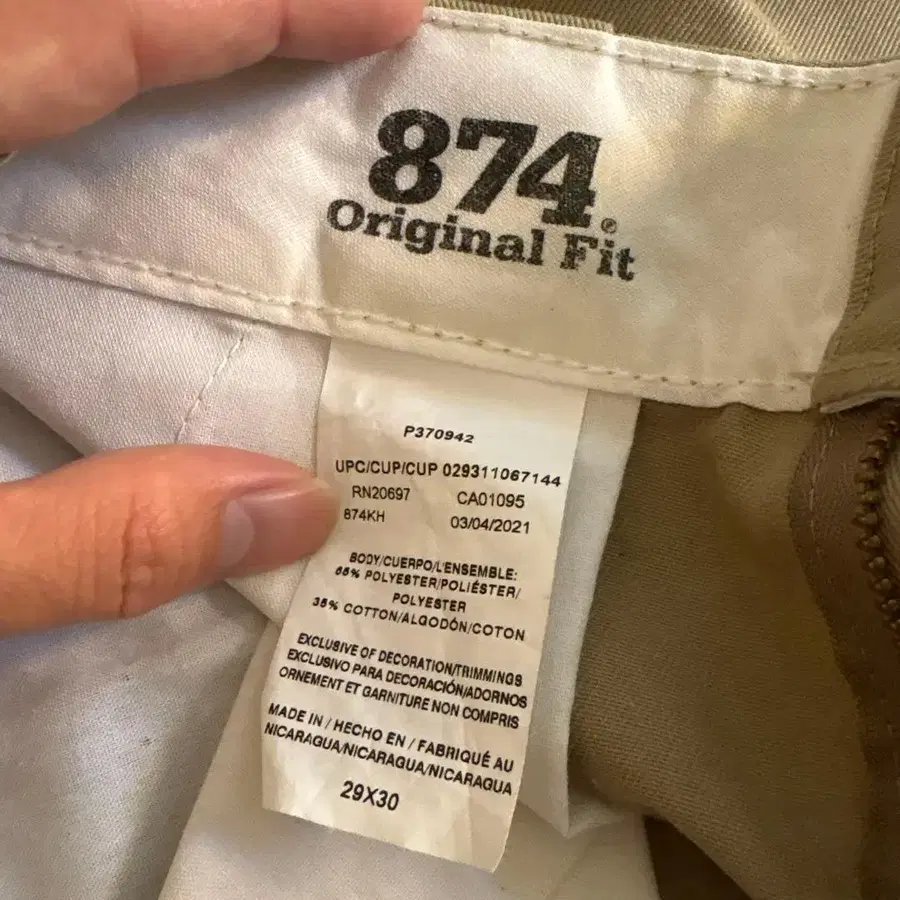 874®
Original Fit
P370942
UPC/CUP/CUP 029311067144
RN20697 CA01095
874KH 03/04/2021
BODY/CUERPO/L'ENSEMBLE:
65% POLYESTER/POLIÉSTER/
POLYESTER
35% COTTON/ALGODÓN/COTON
EXCLUSIVE OF DECORATION/TRIMMINGS
EXCLUSIVO PARA DECORACIÓN/ADORNOS
ORNEMENT ET GARNITURE NON COMPRIS
MADE IN / HECHO EN / FABRIQUÉ AU
NICARAGUA/NICARAGUA/NICARAGUA
29X30